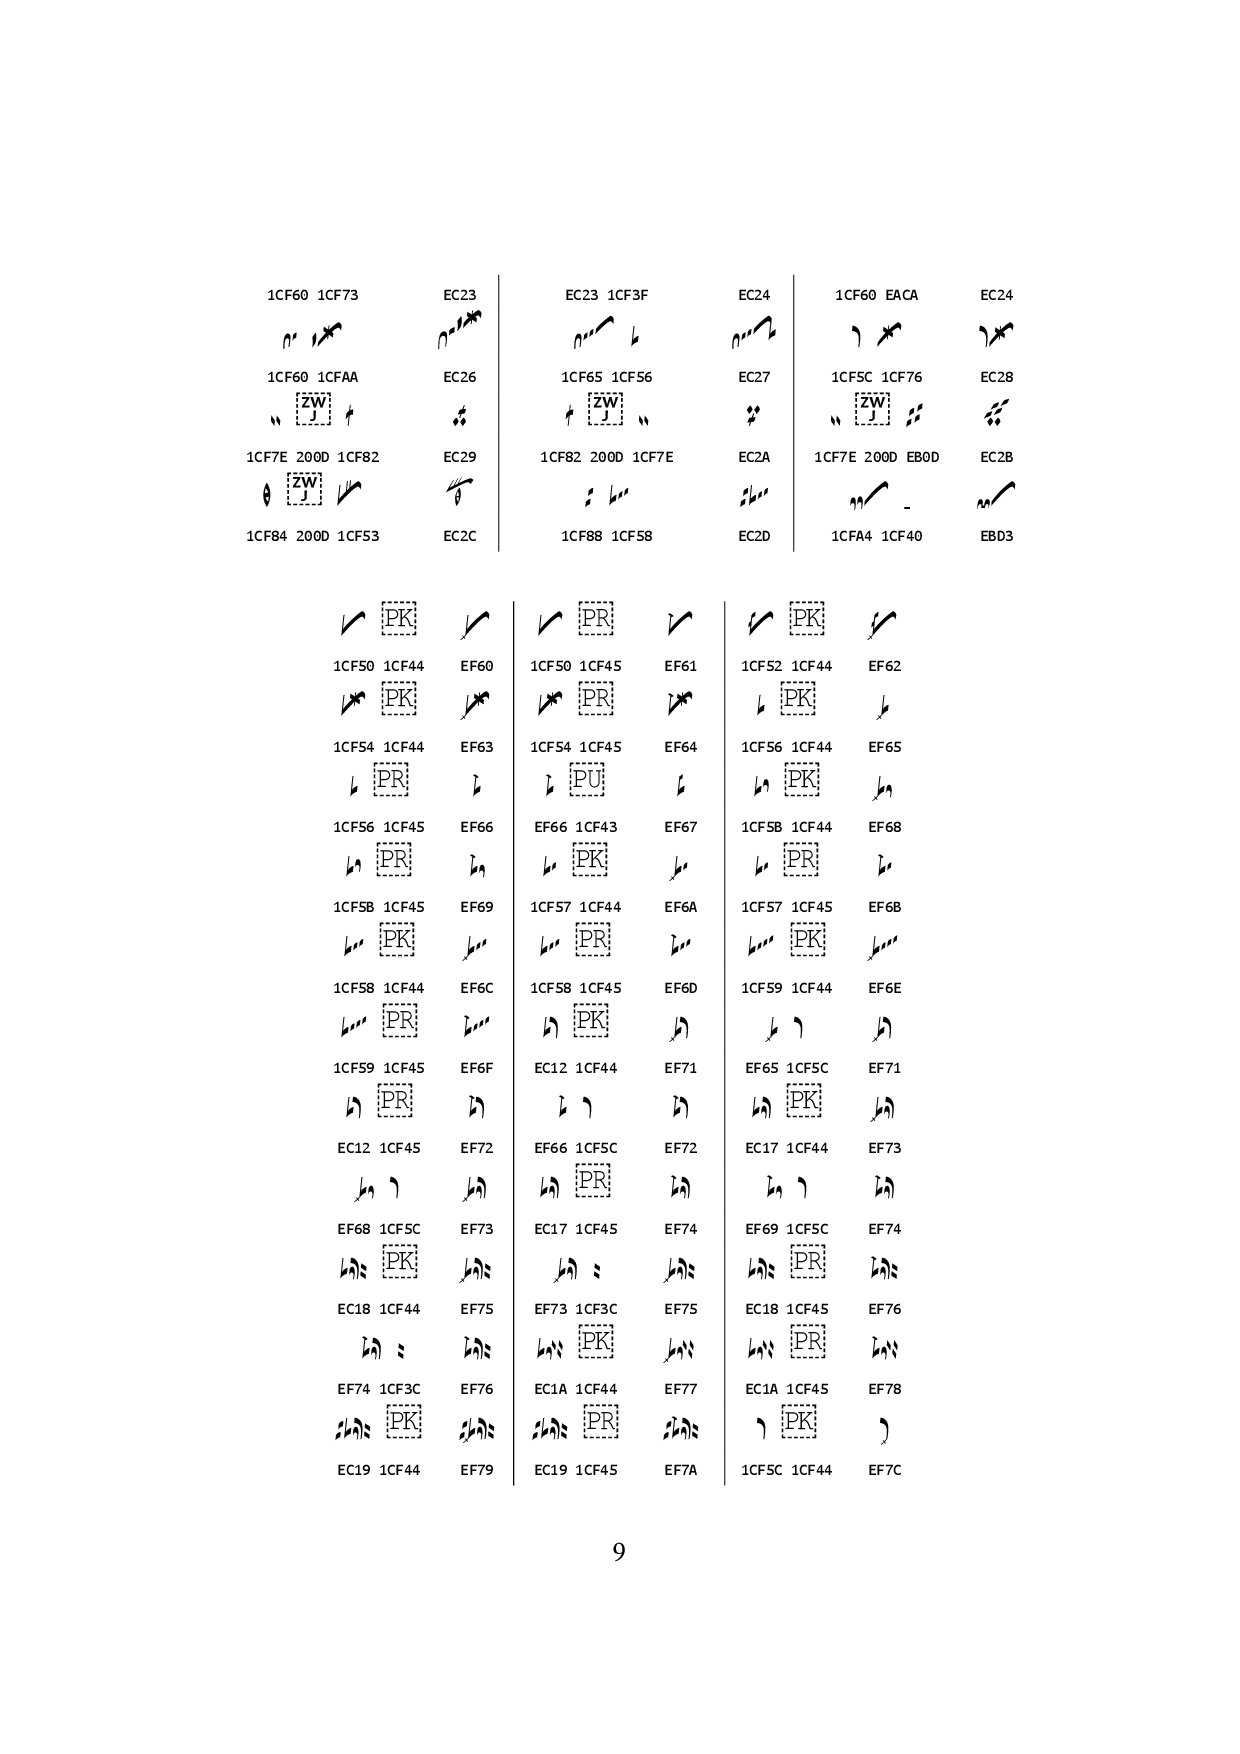 1CF60 1CF73 EC23 EC23 1CF3F EC24 1CF60 EACA EC24
1CF60 1CFAA EC26 1CF65 1CF56 EC27 1CF5C 1CF76 EC28
ZWJ ZWJ ZWJ
1CF7E 200D 1CF82 EC29 1CF82 200D 1CF7E EC2A 1CF7E 200D EB0D EC2B
ZWJ
1CF84 200D 1CF53 EC2C 1CF88 1CF58 EC2D 1CFA4 1CF40 EBD3
PK PR PK
1CF50 1CF44 EF60 1CF50 1CF45 EF61 1CF52 1CF44 EF62
PK PR PK
1CF54 1CF44 EF63 1CF54 1CF45 EF64 1CF56 1CF44 EF65
PR PU PK
1CF56 1CF45 EF66 EF66 1CF43 EF67 1CF5B 1CF44 EF68
PR PK PR
1CF5B 1CF45 EF69 1CF57 1CF44 EF6A 1CF57 1CF45 EF6B
PK PR PK
1CF58 1CF44 EF6C 1CF58 1CF45 EF6D 1CF59 1CF44 EF6E
PR PK
1CF59 1CF45 EF6F EC12 1CF44 EF71 EF65 1CF5C EF71
PR PK
EC12 1CF45 EF72 EF66 1CF5C EF72 EC17 1CF44 EF73
PR
EF68 1CF5C EF73 EC17 1CF45 EF74 EF69 1CF5C EF74
PK PR
EC18 1CF44 EF75 EF73 1CF3C EF75 EC18 1CF45 EF76
PK PR
EF74 1CF3C EF76 EC1A 1CF44 EF77 EC1A 1CF45 EF78
PK PR PK
EC19 1CF44 EF79 EC19 1CF45 EF7A 1CF5C 1CF44 EF7C
9